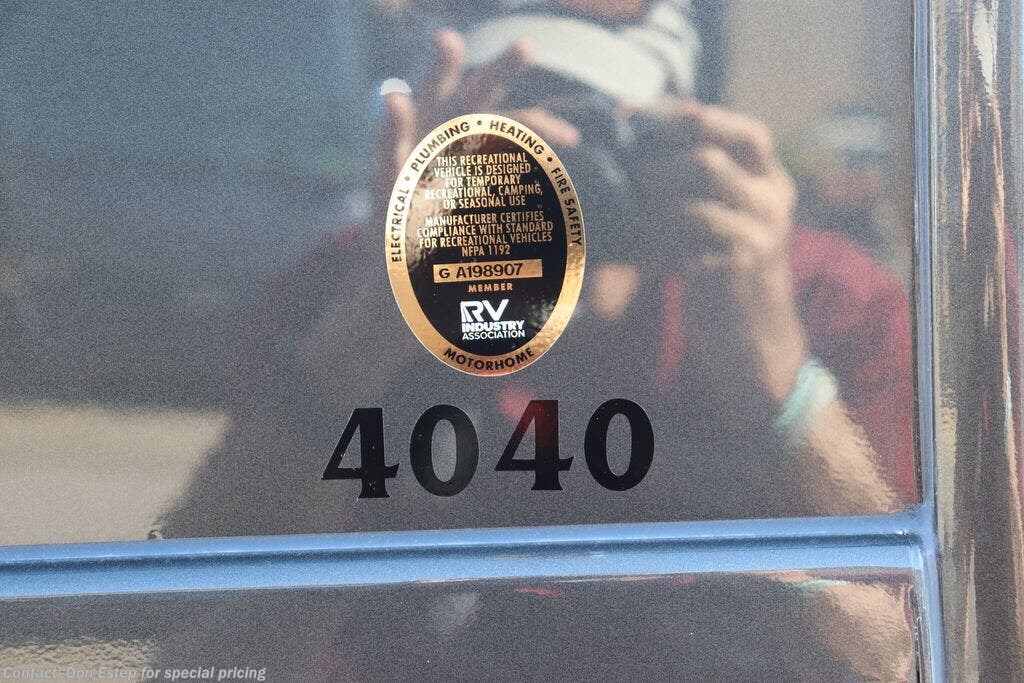 ELECTRICAL • PLUMBING • HEATING • FIRE SAFETY
THIS RECREATIONAL
VEHICLE IS DESIGNED
FOR TEMPORARY
RECREATIONAL, CAMPING,
OR SEASONAL USE
MANUFACTURER CERTIFIES
COMPLIANCE WITH STANDARD
FOR RECREATIONAL VEHICLES
NFPA 1192
G A198907
MEMBER
RV
INDUSTRY
ASSOCIATION
MOTORHOME
4040
Contact Don Estep for special pricing